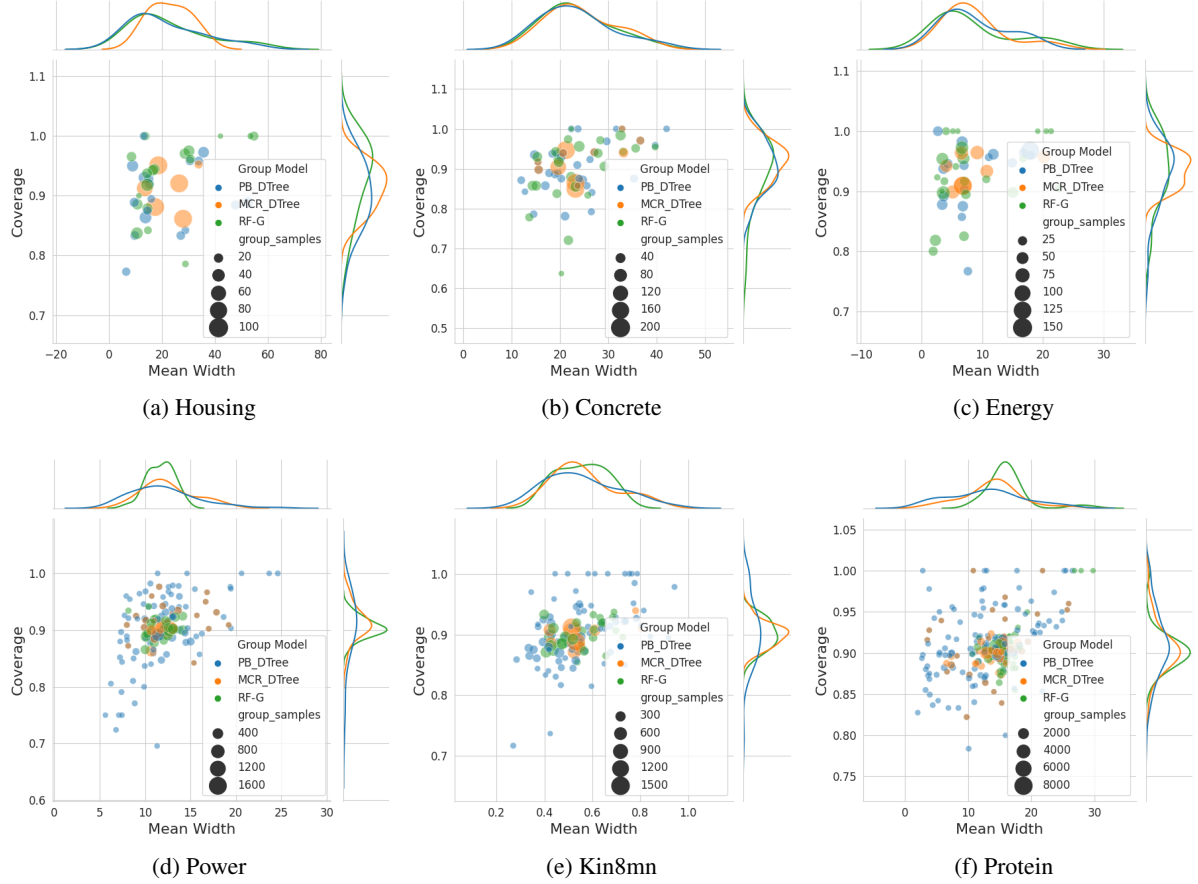 1.1
1.0
0.9
0.8
0.7
Coverage
Group Model
PB_DTree
MCR_DTree
RF-G
group_samples
20
40
60
80
100
−20
0
20
40
60
80
Mean Width
(a) Housing
1.1
1.0
0.9
0.8
0.7
0.6
0.5
Coverage
Group Model
PB_DTree
MCR_DTree
RF-G
group_samples
40
80
120
160
200
0
10
20
30
40
50
Mean Width
(b) Concrete
1.1
1.0
0.9
0.8
0.7
Coverage
Group Model
PB_DTree
MCR_DTree
RF-G
group_samples
25
50
75
100
125
150
−10
0
10
20
30
Mean Width
(c) Energy
1.0
0.9
0.8
0.7
0.6
Coverage
Group Model
PB_DTree
MCR_DTree
RF-G
group_samples
400
800
1200
1600
0
5
10
15
20
25
30
Mean Width
(d) Power
1.1
1.0
0.9
0.8
0.7
Coverage
Group Model
PB_DTree
MCR_DTree
RF-G
group_samples
300
600
900
1200
1500
0.2
0.4
0.6
0.8
1.0
Mean Width
(e) Kin8mn
1.05
1.00
0.95
0.90
0.85
0.80
0.75
Coverage
Group Model
PB_DTree
MCR_DTree
RF-G
group_samples
2000
4000
6000
8000
0
10
20
30
Mean Width
(f) Protein